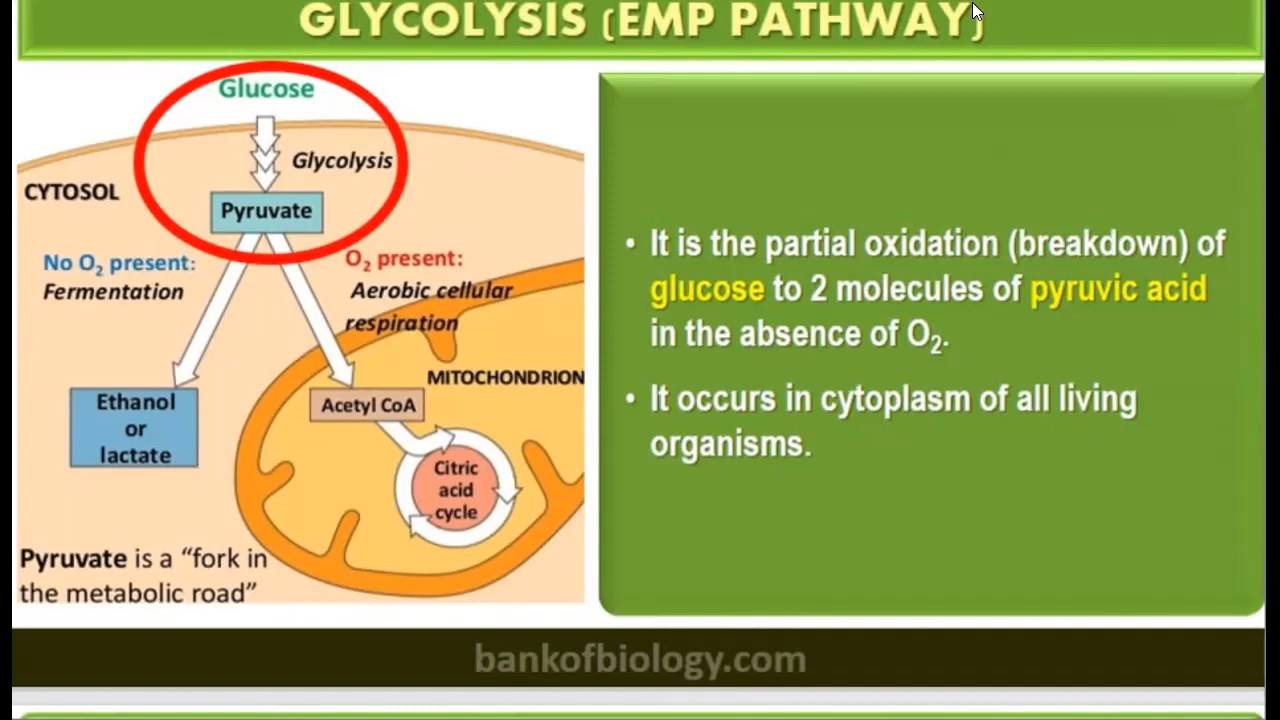 GLYCOLYSIS (EMP PATHWAY)
Glucose
Glycolysis
CYTOSOL
Pyruvate
No O₂ present:
Fermentation
O₂ present:
Aerobic cellular
respiration
MITOCHONDRION
Ethanol
or
lactate
Acetyl CoA
Citric
acid
cycle
Pyruvate is a “fork in
the metabolic road”
• It is the partial oxidation (breakdown) of
glucose to 2 molecules of pyruvic acid
in the absence of O₂.
• It occurs in cytoplasm of all living
organisms.
bankofbiology.com